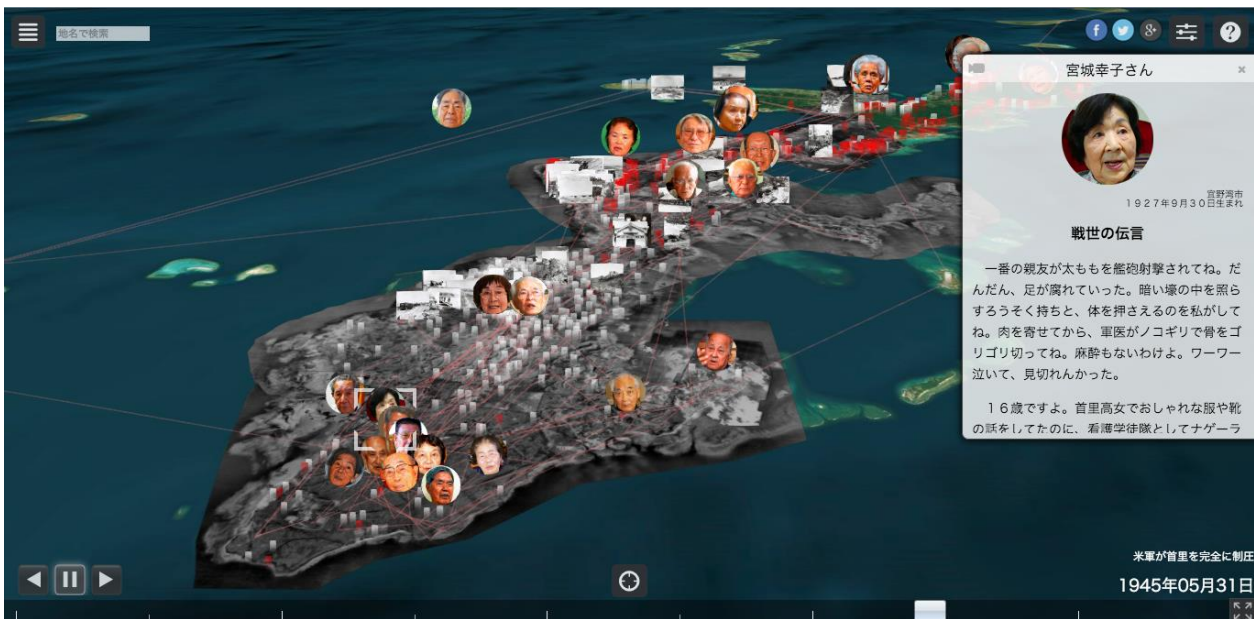 地名で検索
f
8+
?
宮城幸子さん
×
宜野湾市
1927年9月30日生まれ
戦世の伝言
一番の親友が太ももを艦砲射撃されてね。だ
んだん、足が腐れていった。暗い壕の中を照ら
すろうそく持ちと、体を押さえるのを私がして
ね。肉を寄せてから、軍医がノコギリで骨をゴ
リゴリ切ってね。麻酔もないわけよ。ワーワー
泣いて、見切れんかった。
16歳ですよ。首里高女でおしゃれな服や靴
の話をしてたのに、看護学徒隊としてナゲーラ
米軍が首里を完全に制圧
1945年05月31日